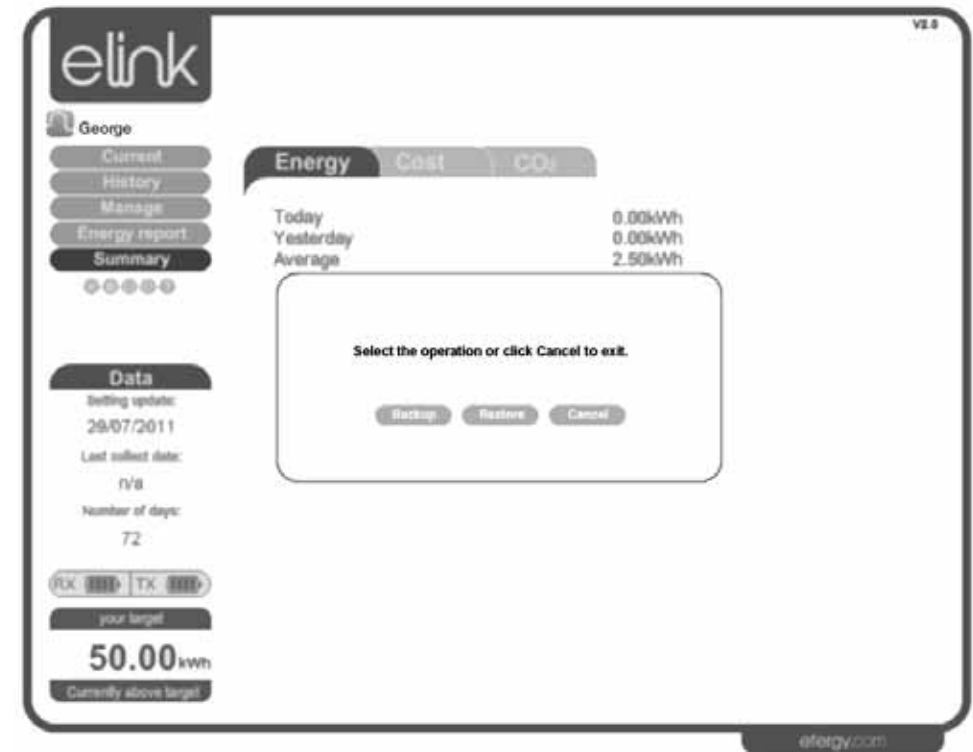 V2.0
elink
George
Current
History
Manage
Energy report
Summary
Energy Cost CO₂
Today 0.00kWh
Yesterday 0.00kWh
Average 2.50kWh
Select the operation or click Cancel to exit.
Backup Restore Cancel
Data
Setting update:
29/07/2011
Last collect date:
n/a
Number of days:
72
RX TX
your target
50.00 kWh
Currently above target
efergy.com